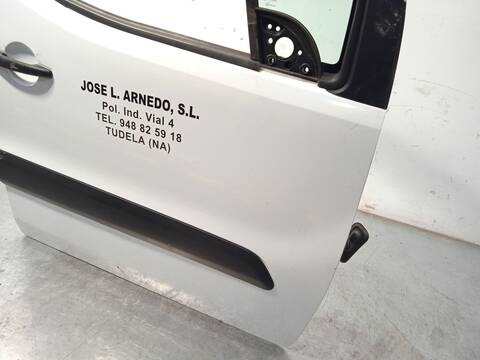 JOSE L. ARNEDO, S.L.
Pol. Ind. Vial 4
TEL. 948 82 59 18
TUDELA (NA)